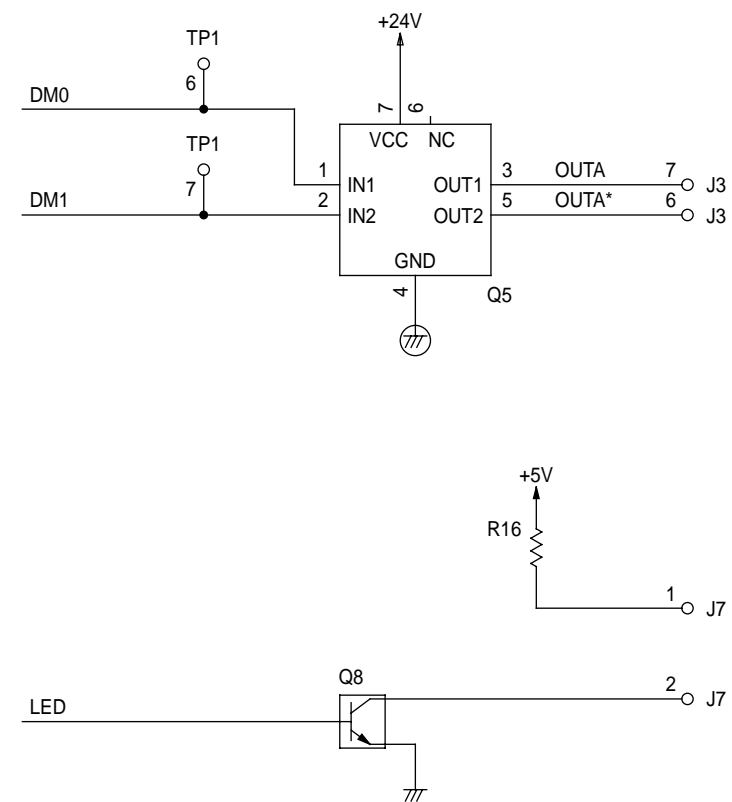 +24V
TP1
6
DM0
7 6
VCC NC
TP1
1 IN1 OUT1 3 OUTA 7 J3
7
DM1 2 IN2 OUT2 5 OUTA* 6 J3
GND
4
Q5
+5V
R16
1 J7
Q8
2 J7
LED